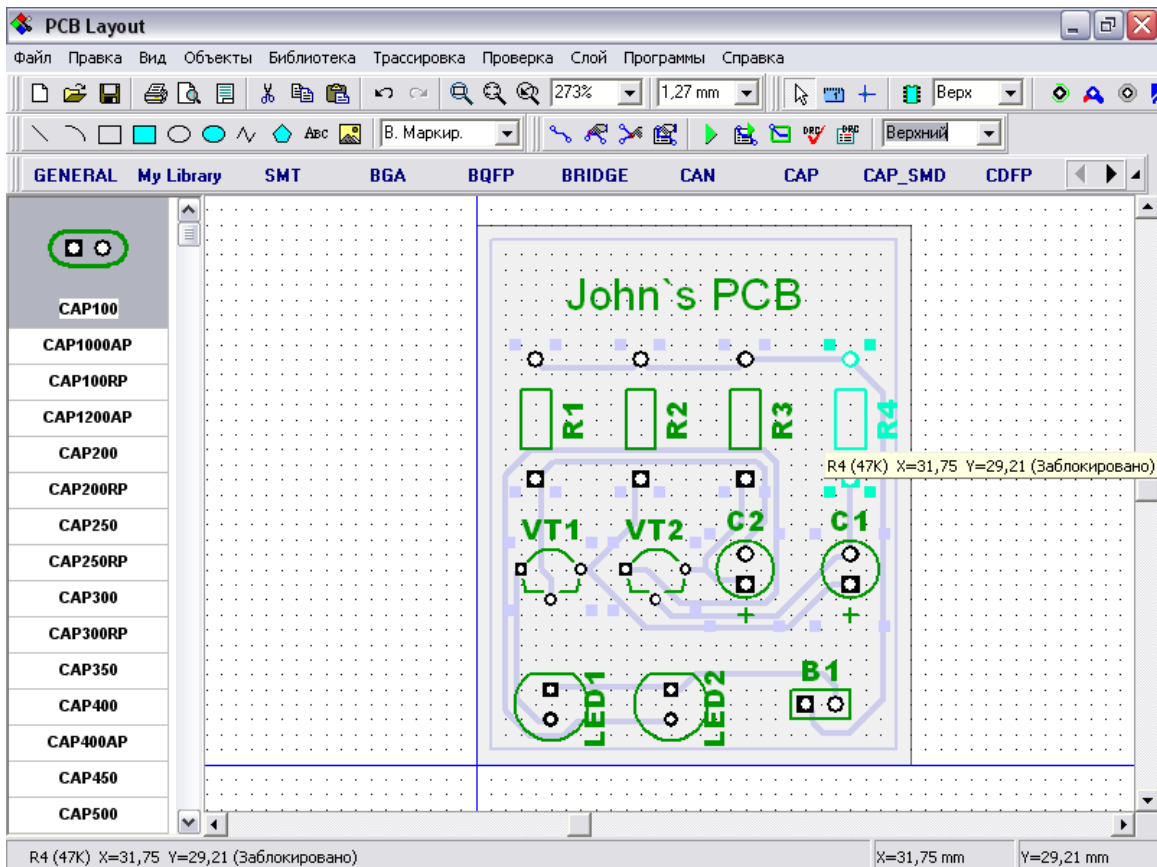 PCB Layout
Файл Правка Вид Объекты Библиотека Трассировка Проверка Слой Программы Справка
273% 1,27 mm Верх
ABC В. Маркир. DRC DRC Верхний
GENERAL My Library SMT BGA BQFP BRIDGE CAN CAP CAP_SMD CDFP
CAP100
CAP1000AP
CAP100RP
CAP1200AP
CAP200
CAP200RP
CAP250
CAP250RP
CAP300
CAP300RP
CAP350
CAP400
CAP400AP
CAP450
CAP500
John`s PCB
R1 R2 R3 R4
R4 (47K) X=31,75 Y=29,21 (Заблокировано)
VT1 VT2 C2 C1
+ +
B1
LED1 LED2
R4 (47K) X=31,75 Y=29,21 (Заблокировано) X=31,75 mm Y=29,21 mm